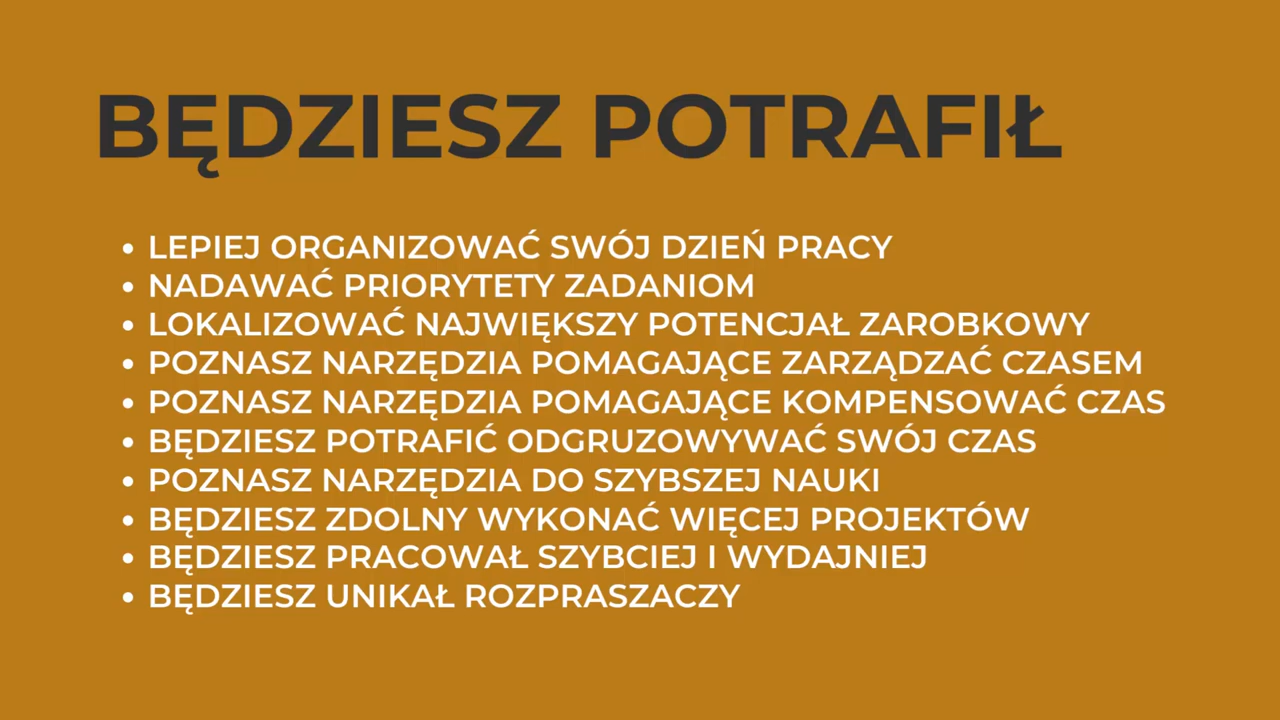 BĘDZIESZ POTRAFIŁ
• LEPIEJ ORGANIZOWAĆ SWÓJ DZIEŃ PRACY
• NADAWAĆ PRIORYTETY ZADANIOM
• LOKALIZOWAĆ NAJWIĘKSZY POTENCJAŁ ZAROBKOWY
• POZNASZ NARZĘDZIA POMAGAJĄCE ZARZĄDZAĆ CZASEM
• POZNASZ NARZĘDZIA POMAGAJĄCE KOMPENSOWAĆ CZAS
• BĘDZIESZ POTRAFIĆ ODGRUZOWYWAĆ SWÓJ CZAS
• POZNASZ NARZĘDZIA DO SZYBSZEJ NAUKI
• BĘDZIESZ ZDOLNY WYKONAĆ WIĘCEJ PROJEKTÓW
• BĘDZIESZ PRACOWAŁ SZYBCIEJ I WYDAJNIEJ
• BĘDZIESZ UNIKAŁ ROZPRASZACZY